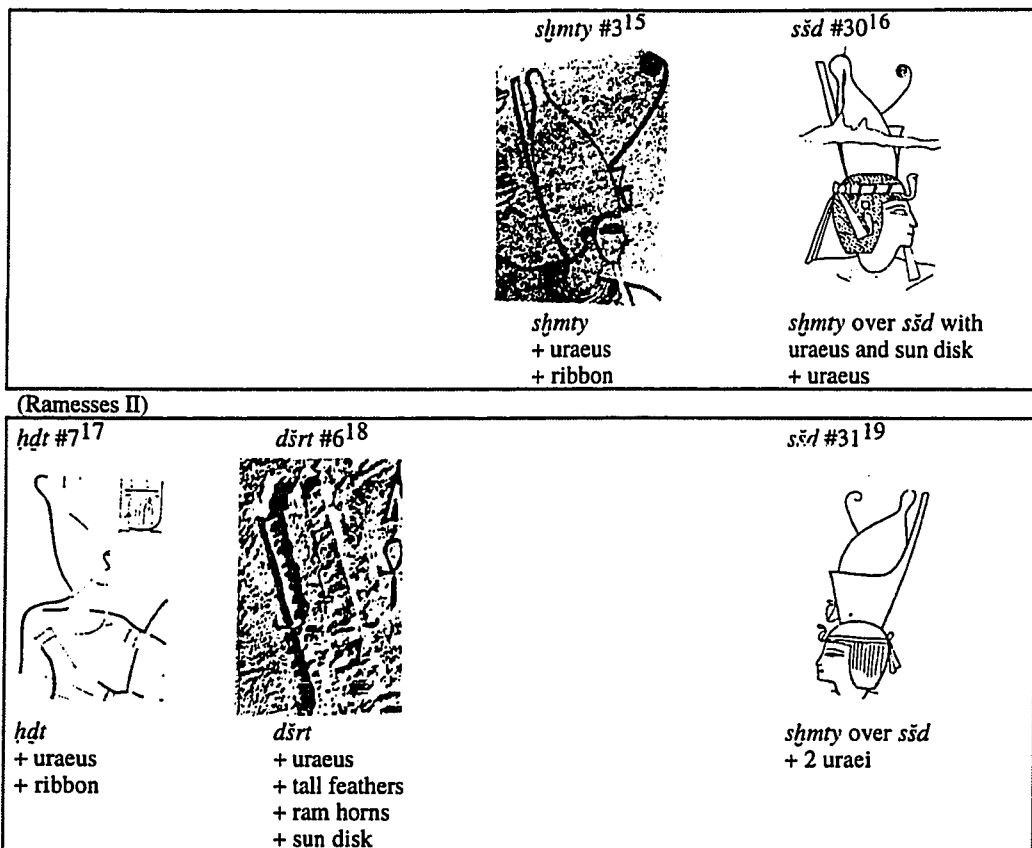 sḫmty #315
sšd #3016
sḫmty
+ uraeus
+ ribbon
sḫmty over sšd with
uraeus and sun disk
+ uraeus
(Ramesses II)
ḥḏt #717
dšrt #618
sšd #3119
ḥḏt
+ uraeus
+ ribbon
dšrt
+ uraeus
+ tall feathers
+ ram horns
+ sun disk
sḫmty over sšd
+ 2 uraei